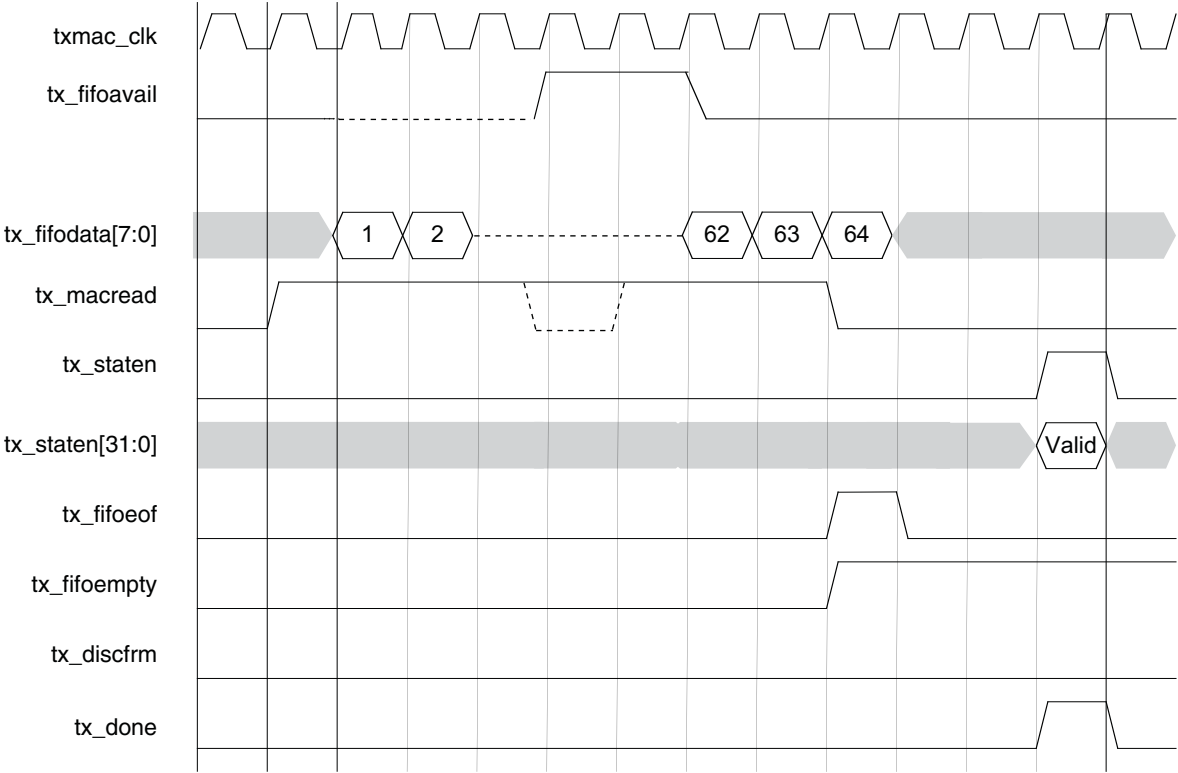 txmac_clk
tx_fifoavail
tx_fifodata[7:0] 1 2 62 63 64
tx_macread
tx_staten
tx_staten[31:0] Valid
tx_fifoeof
tx_fifoempty
tx_discfrm
tx_done